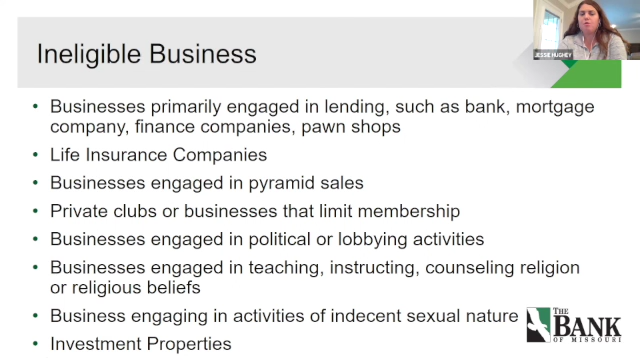 Ineligible Business
JESSIE HUGHEY
• Businesses primarily engaged in lending, such as bank, mortgage
company, finance companies, pawn shops
• Life Insurance Companies
• Businesses engaged in pyramid sales
• Private clubs or businesses that limit membership
• Businesses engaged in political or lobbying activities
• Businesses engaged in teaching, instructing, counseling religion
or religious beliefs
• Business engaging in activities of indecent sexual nature
• Investment Properties
THE
BANK
OF MISSOURI